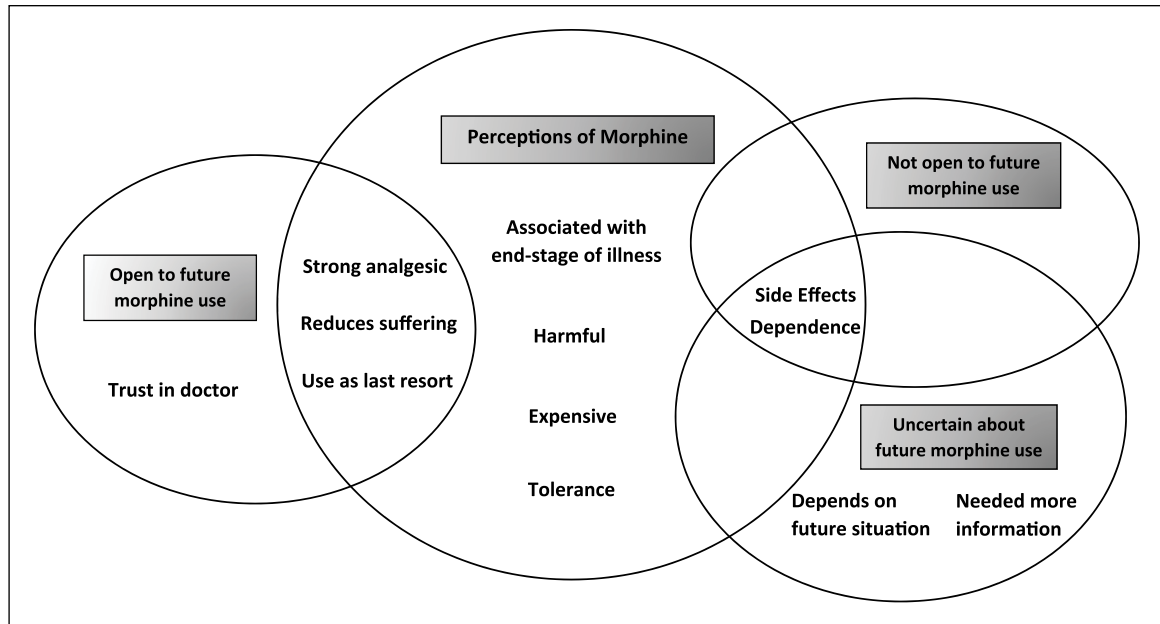 Perceptions of Morphine
Not open to future
morphine use
Associated with
end-stage of illness
Open to future
morphine use
Strong analgesic
Reduces suffering
Use as last resort
Trust in doctor
Harmful
Expensive
Tolerance
Side Effects
Dependence
Uncertain about
future morphine use
Depends on
future situation
Needed more
information